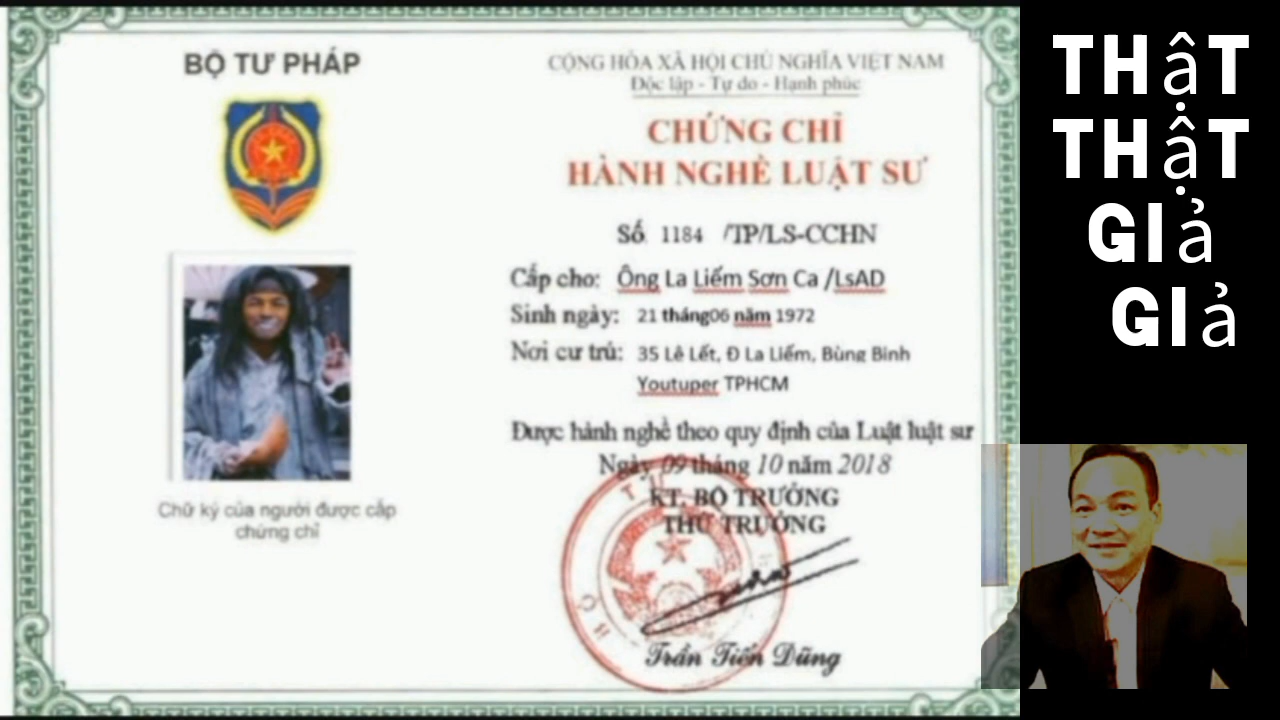 BỘ TƯ PHÁP
Chữ ký của người được cấp
chứng chỉ
CỘNG HÒA XÃ HỘI CHỦ NGHĨA VIỆT NAM
Độc lập - Tự do - Hạnh phúc
CHỨNG CHỈ
HÀNH NGHỀ LUẬT SƯ
Số 1184 /TP/LS-CCHN
Cấp cho: Ông La Liếm Sơn Ca /LsAD
Sinh ngày: 21 tháng06 năm 1972
Nơi cư trú: 35 Lê Lết, Đ La Liếm, Bùng Binh
Youtuper TPHCM
Được hành nghề theo quy định của Luật luật sư
Ngày 09 tháng 10 năm 2018
KT. BỘ TRƯỞNG
THỨ TRƯỞNG
Trần Tiến Dũng
THậT
THậT
GIả
GIả